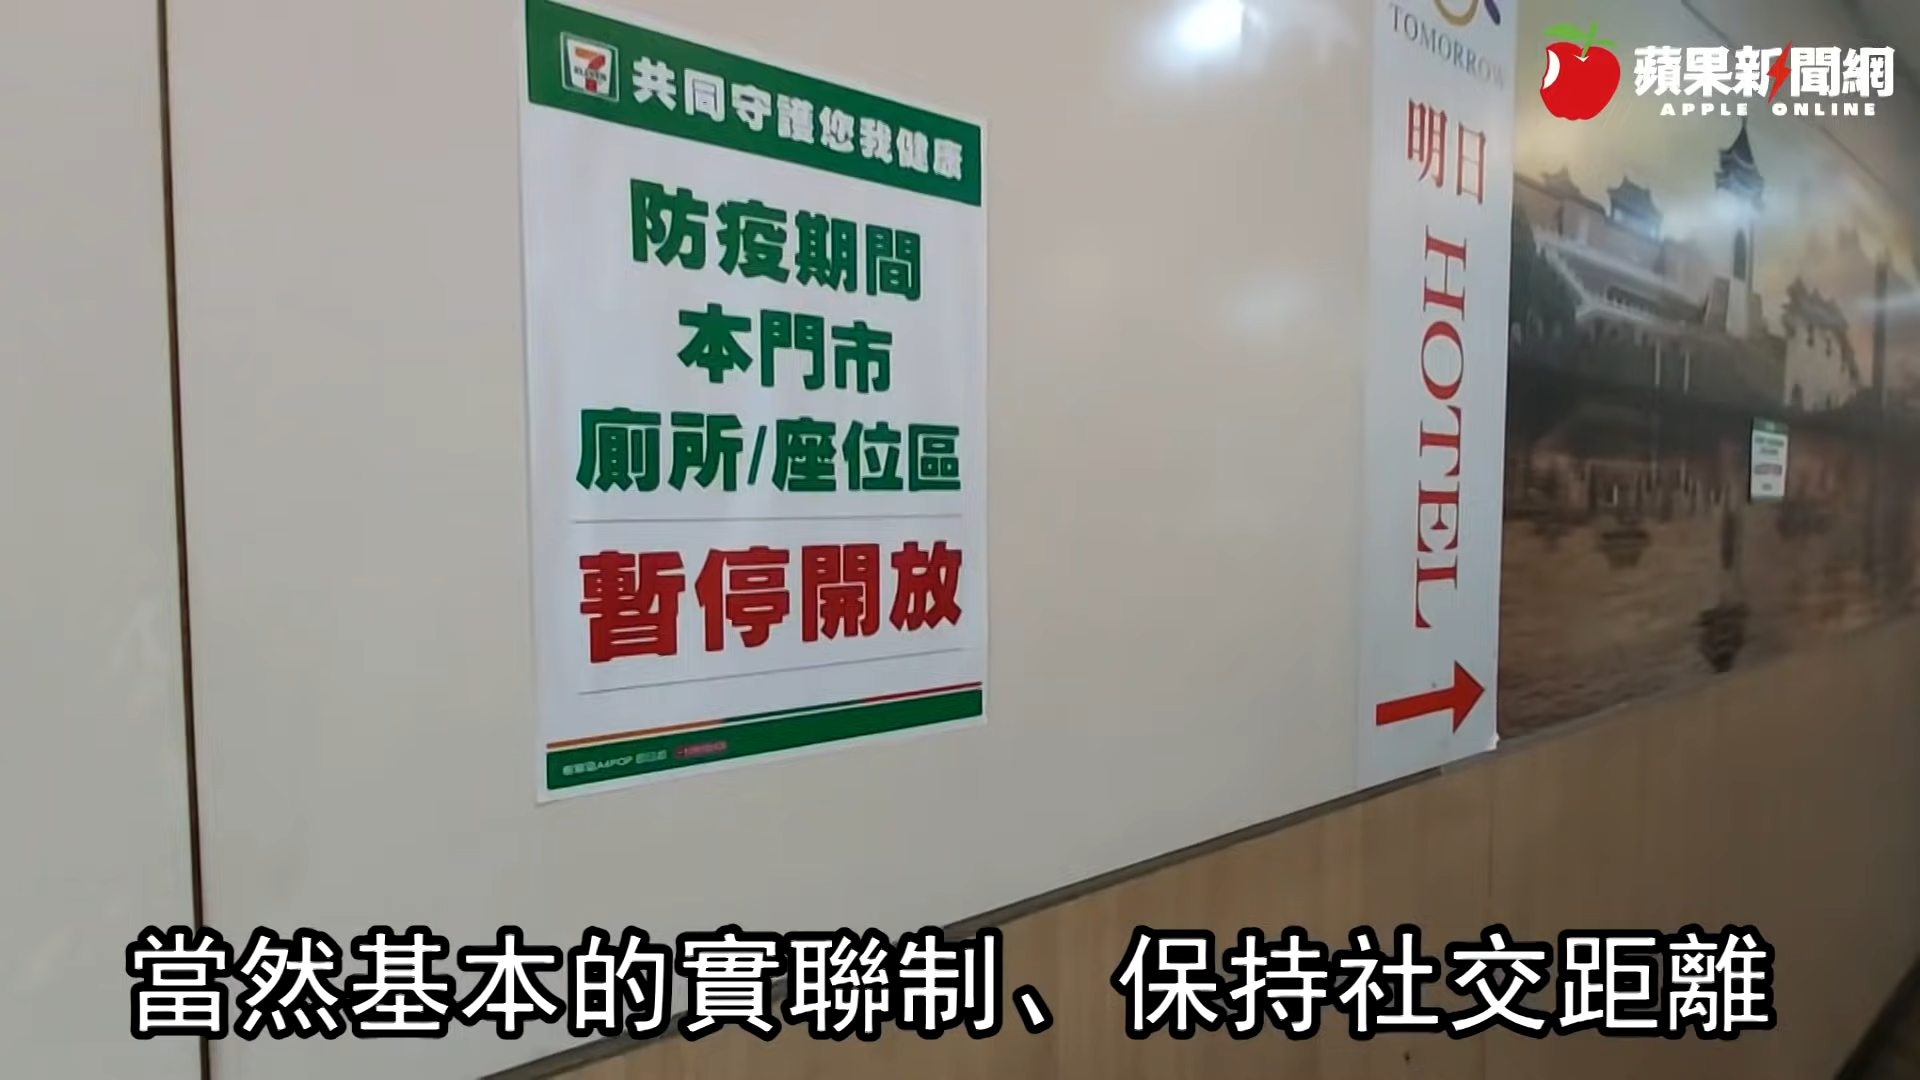 7
ELEVEN
共同守護您我健康
防疫期間
本門市
廁所/座位區
暫停開放
TOMORROW
明日 HOTEL
蘋果新聞網
APPLE ONLINE
當然基本的實聯制、保持社交距離